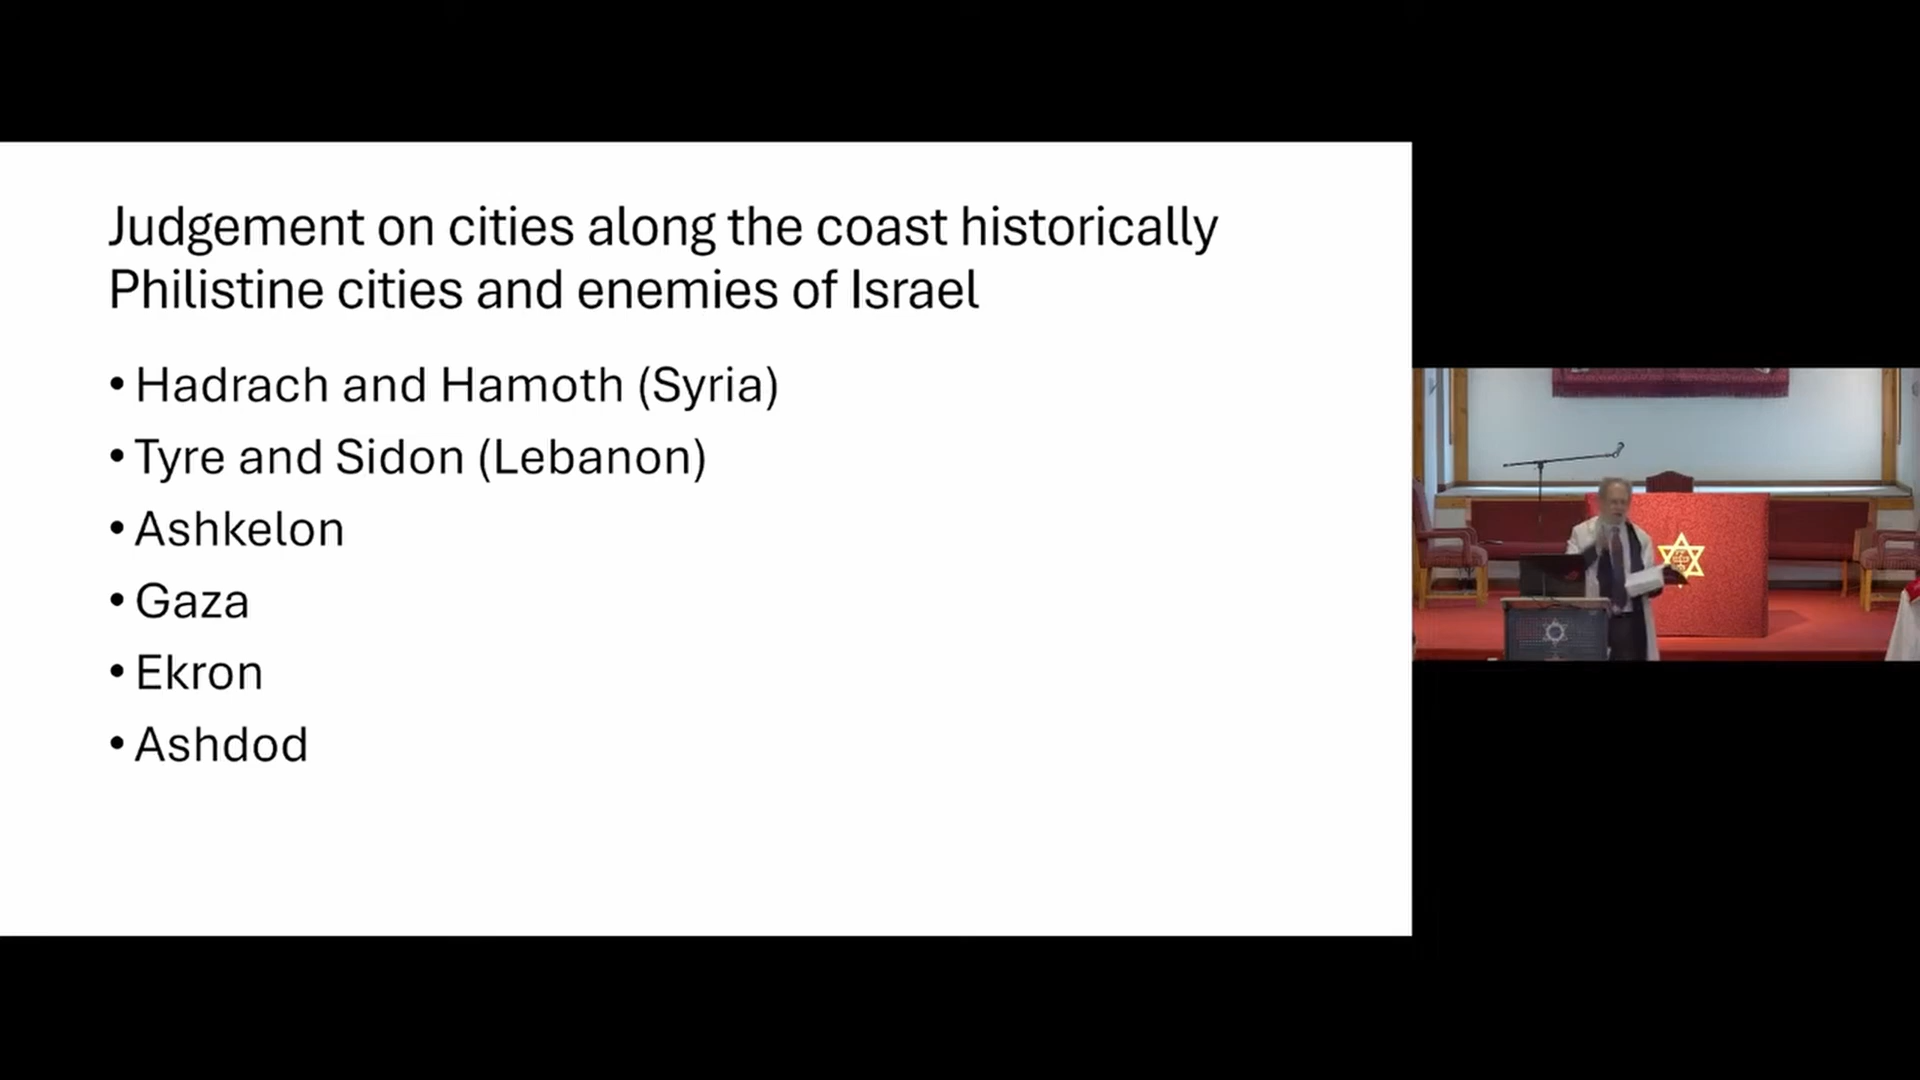 Judgement on cities along the coast historically
Philistine cities and enemies of Israel
• Hadrach and Hamoth (Syria)
• Tyre and Sidon (Lebanon)
• Ashkelon
• Gaza
• Ekron
• Ashdod